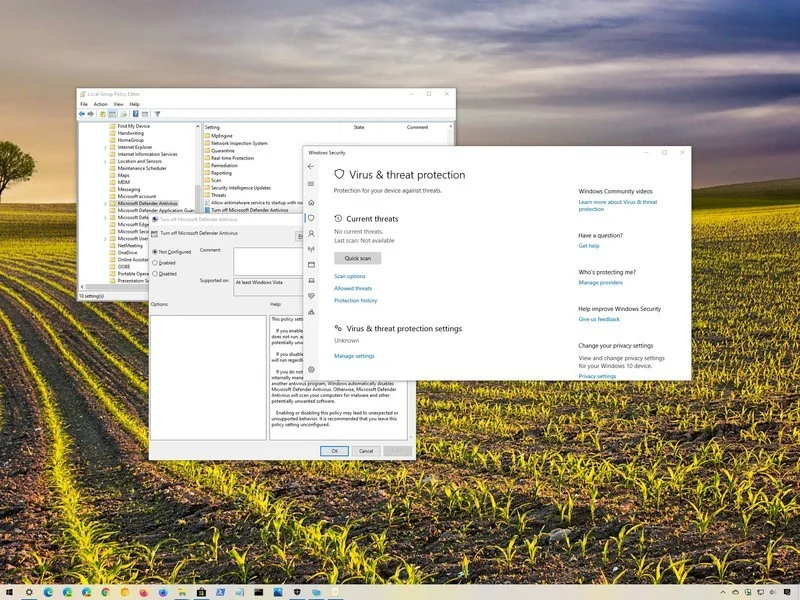 Local Group Policy Editor
File Action View Help
Find My Device
Handwriting
HomeGroup
Internet Explorer
Internet Information Services
Location and Sensors
Maintenance Scheduler
Maps
MDM
Messaging
Microsoft account
Microsoft Defender Antivirus
Microsoft Defender Application Guar
Microsoft Defe
Microsoft Edge
Microsoft Secu
Microsoft User
NetMeeting
OneDrive
Online Assista
OOBE
Portable Opera
Presentation Se
10 setting(s)
Setting State Comment
MpEngine
Network Inspection System
Quarantine
Real-time Protection
Remediation
Reporting
Scan
Security Intelligence Updates
Threats
Allow antimalware service to startup with no
Turn off Microsoft Defender Antivirus
Turn off Microsoft Defender Antivirus
Turn off Microsoft Defender Antivirus
Not Configured
Enabled
Disabled
Comment:
Supported on:
At least Windows Vista
Options:
Help:
This policy setti
If you enable
does not run, a
potentially unw
If you disable
will run regardl
If you do not
internally mana
another antivirus program, Windows automatically disables
Microsoft Defender Antivirus. Otherwise, Microsoft Defender
Antivirus will scan your computers for malware and other
potentially unwanted software.
Enabling or disabling this policy may lead to unexpected or
unsupported behavior. It is recommended that you leave this
policy setting unconfigured.
OK
Cancel
Windows Security
Virus & threat protection
Protection for your device against threats.
Current threats
No current threats.
Last scan: Not available
Quick scan
Scan options
Allowed threats
Protection history
Virus & threat protection settings
Unknown
Manage settings
Windows Community videos
Learn more about Virus & threat
protection
Have a question?
Get help
Who's protecting me?
Manage providers
Help improve Windows Security
Give us feedback
Change your privacy settings
View and change privacy settings
for your Windows 10 device.
Privacy settings